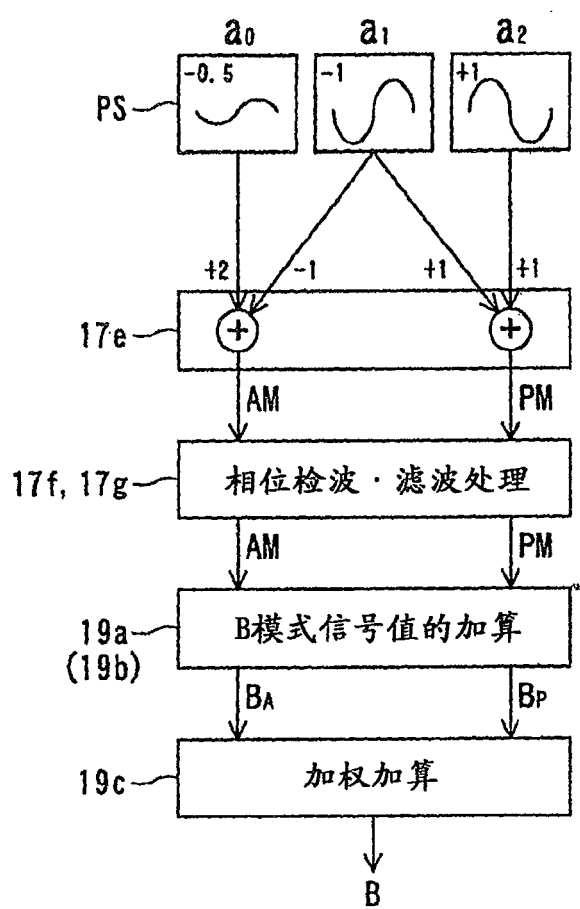 a0 a1 a2
PS -0.5 -1 +1
+2 -1 +1 +1
17e + +
AM PM
17f, 17g 相位检波·滤波处理
AM PM
19a B模式信号值的加算
(19b)
BA BP
19c 加权加算
B